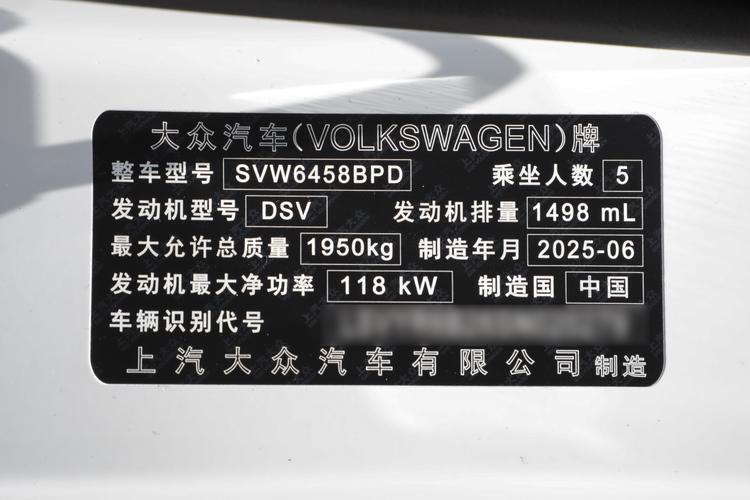 大众汽车(VOLKSWAGEN)牌
整车型号 SVW6458BPD 乘坐人数 5
发动机型号 DSV 发动机排量 1498 mL
最大允许总质量 1950kg 制造年月 2025-06
发动机最大净功率 118 kW 制造国 中国
车辆识别代号
上汽大众汽车有限公司 制造